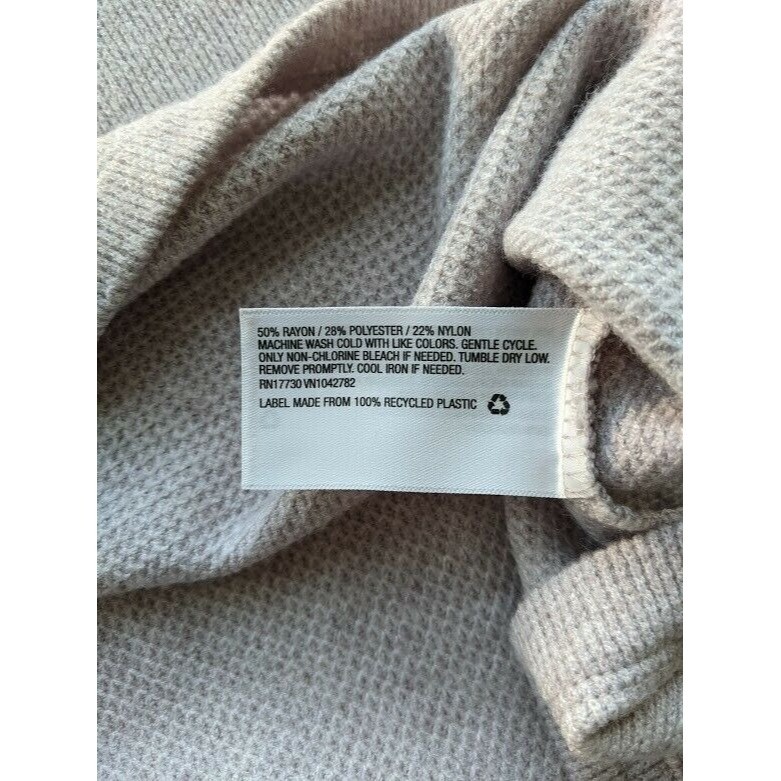 50% RAYON / 28% POLYESTER / 22% NYLON
MACHINE WASH COLD WITH LIKE COLORS. GENTLE CYCLE.
ONLY NON-CHLORINE BLEACH IF NEEDED. TUMBLE DRY LOW.
REMOVE PROMPTLY. COOL IRON IF NEEDED.
RN17730 VN1042782
LABEL MADE FROM 100% RECYCLED PLASTIC